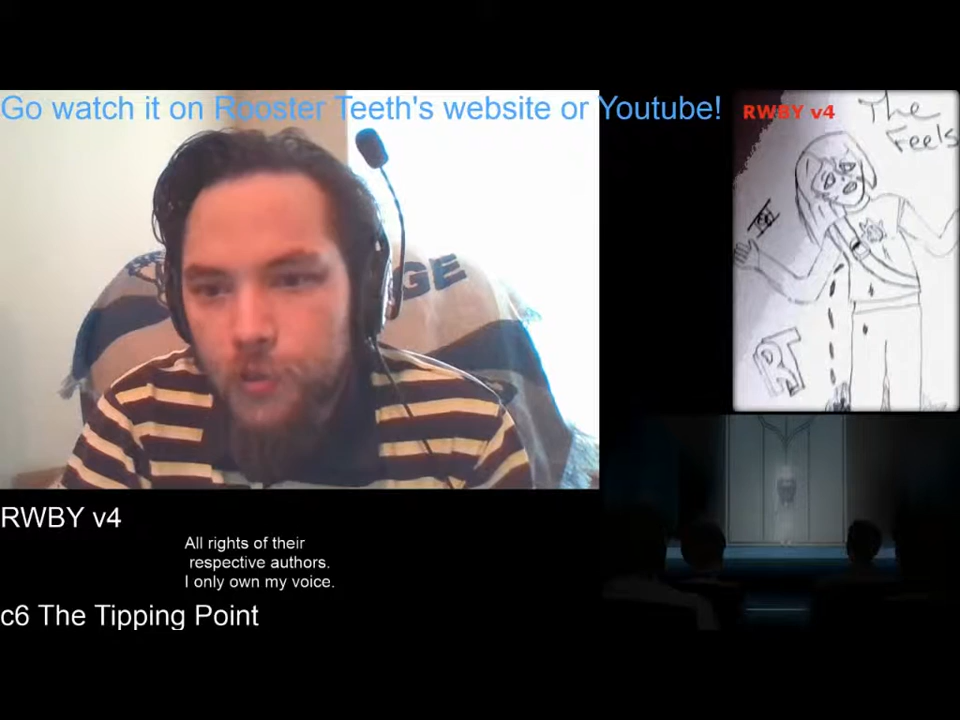 Go watch it on Rooster Teeth's website or Youtube!
RWBY v4
The
Feels
RT
RWBY v4
All rights of their
respective authors.
I only own my voice.
c6 The Tipping Point